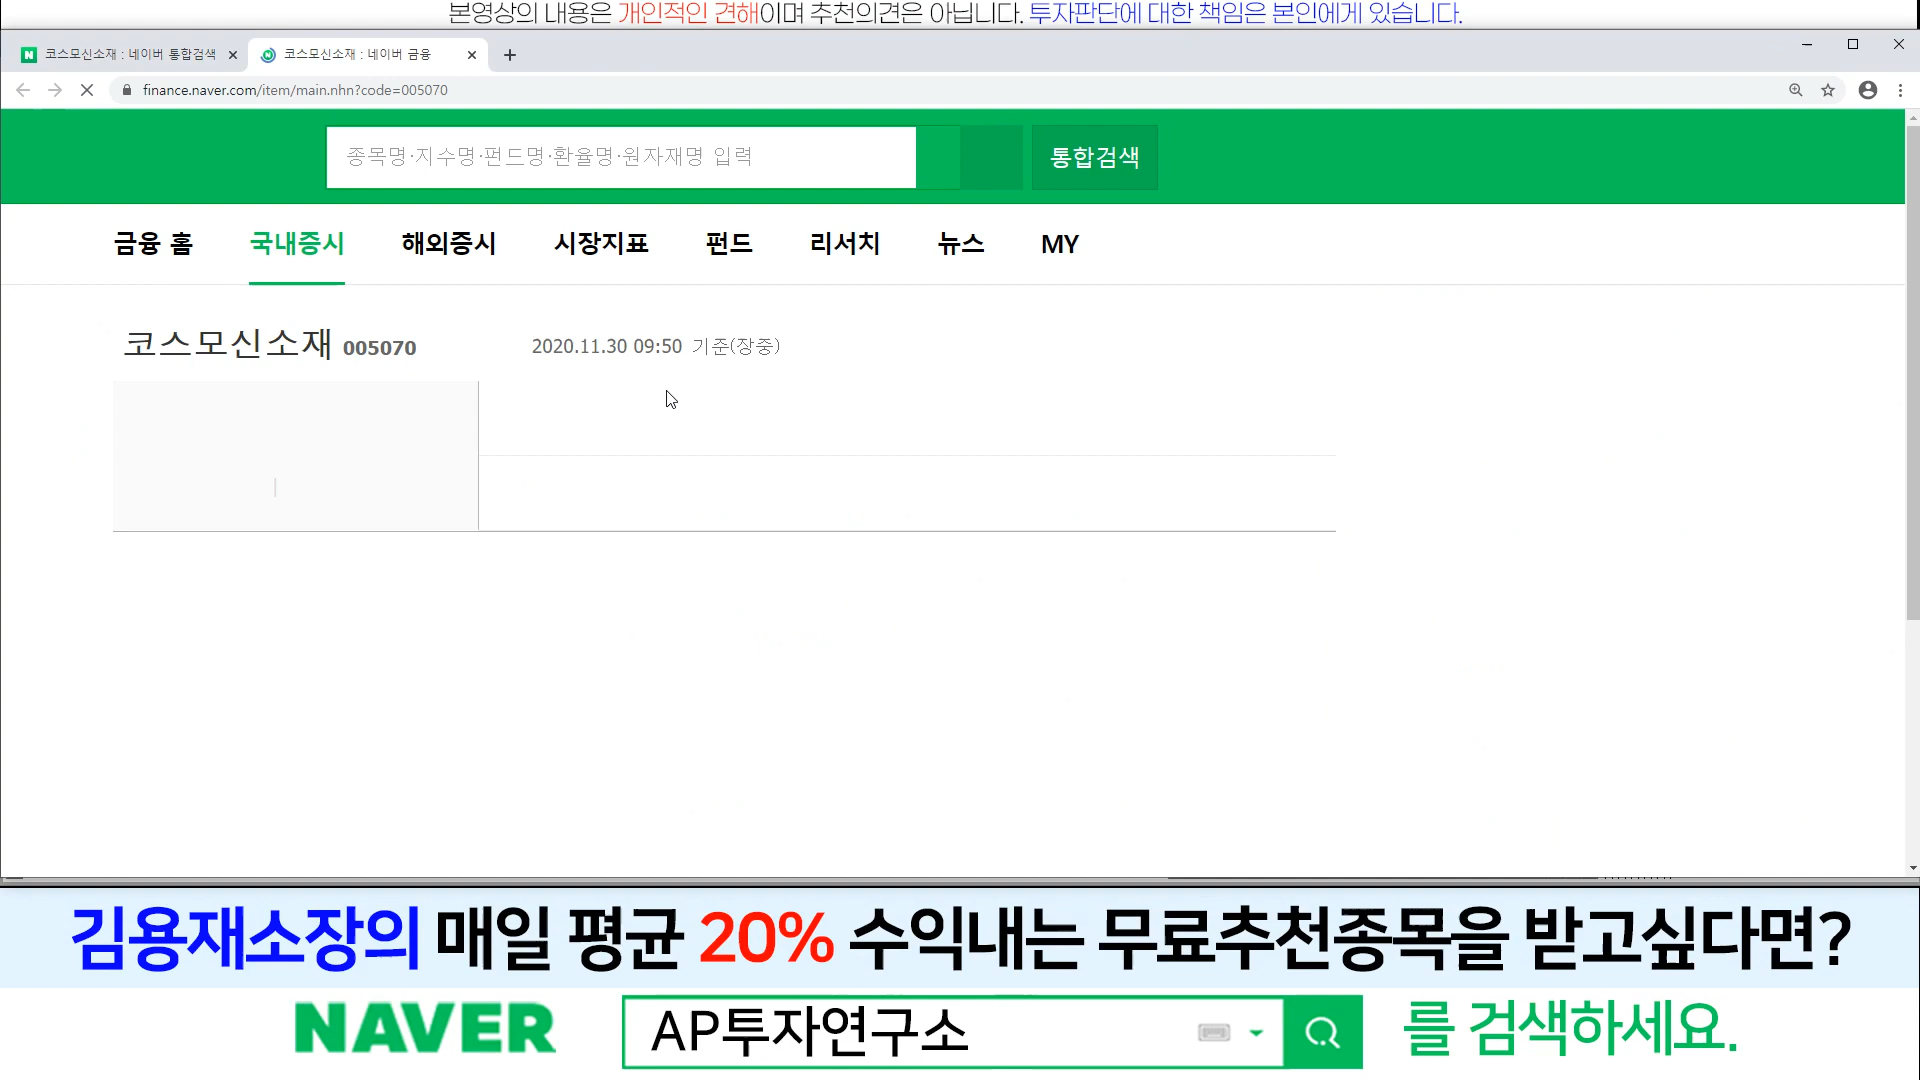 본영상의 내용은 개인적인 견해이며 추천의견은 아닙니다. 투자판단에 대한 책임은 본인에게 있습니다.
코스모신소재 : 네이버 통합검색
코스모신소재 : 네이버 금융
finance.naver.com/item/main.nhn?code=005070
종목명·지수명·펀드명·환율명·원자재명 입력
통합검색
금융 홈
국내증시
해외증시
시장지표
펀드
리서치
뉴스
MY
코스모신소재 005070
2020.11.30 09:50 기준(장중)
김용재소장의 매일 평균 20% 수익내는 무료추천종목을 받고싶다면?
NAVER AP투자연구소 를 검색하세요.